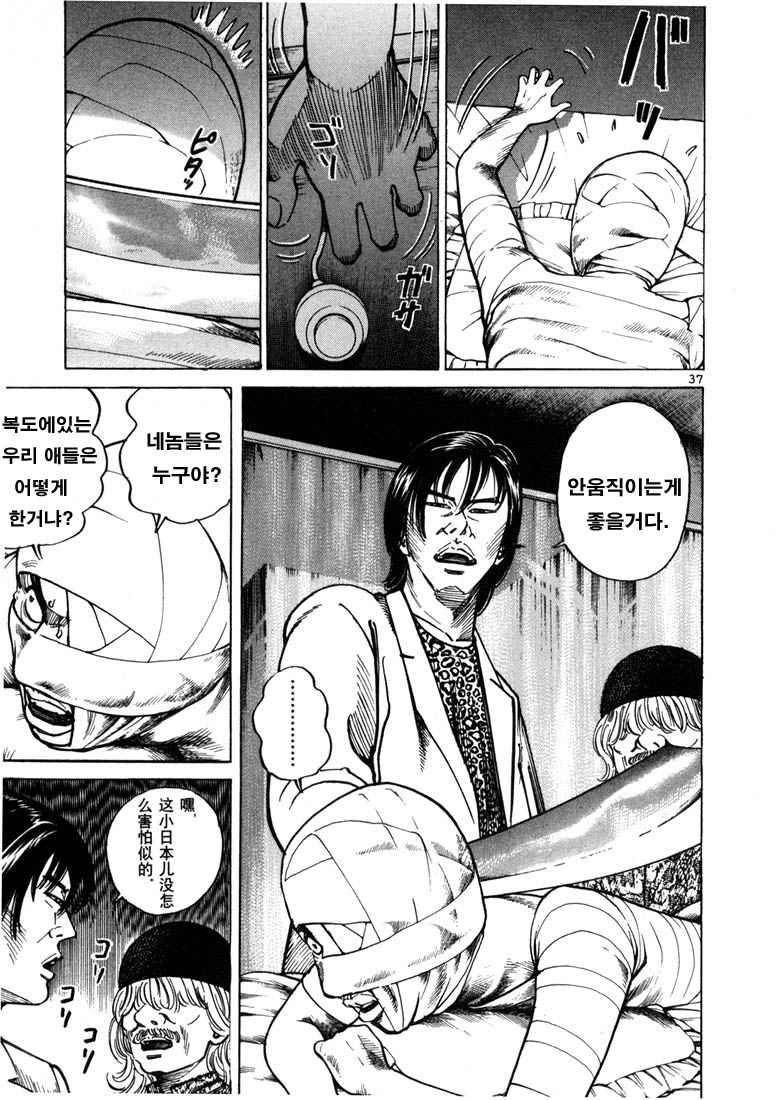 バ
ゴソ
ガサ
ピタッ
37
안움직이는게
좋을거다.
………
네놈들은
누구야?
복도에있는
우리 애들은
어떻게
한거냐?
嘿,
这小日本儿没怎
么害怕似的.
コソ
コソ